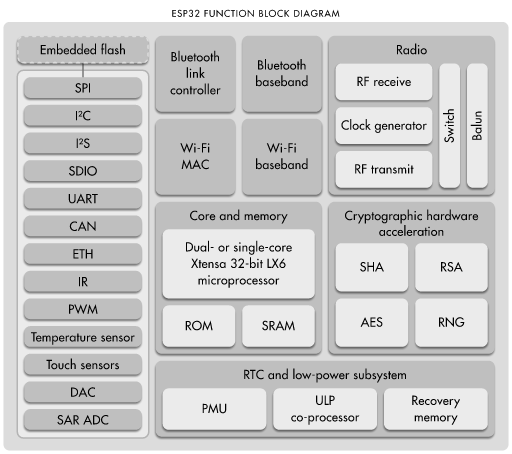 ESP32 FUNCTION BLOCK DIAGRAM
Embedded flash
SPI
I²C
I²S
SDIO
UART
CAN
ETH
IR
PWM
Temperature sensor
Touch sensors
DAC
SAR ADC
Bluetooth
link
controller
Bluetooth
baseband
Wi-Fi
MAC
Wi-Fi
baseband
Radio
RF receive
Clock generator
RF transmit
Switch
Balun
Core and memory
Dual- or single-core
Xtensa 32-bit LX6
microprocessor
ROM
SRAM
Cryptographic hardware
acceleration
SHA
RSA
AES
RNG
RTC and low-power subsystem
PMU
ULP
co-processor
Recovery
memory